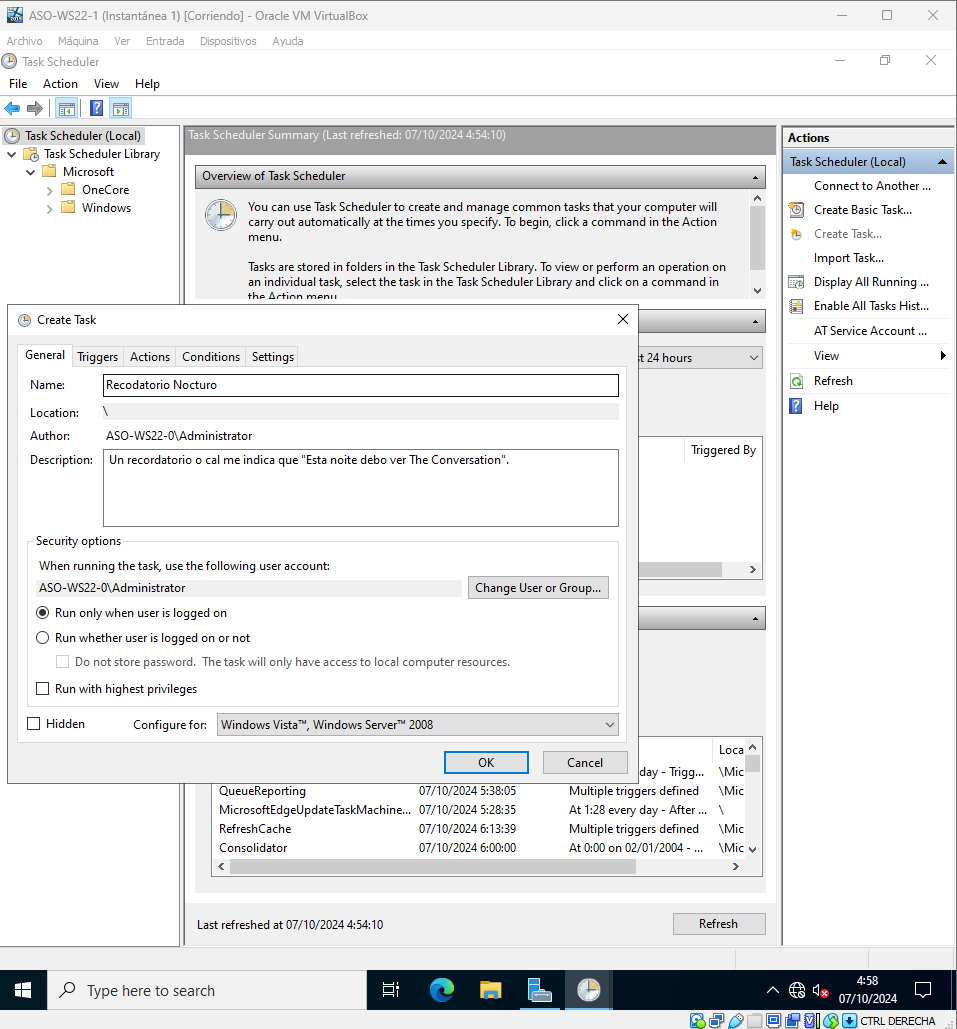 ASO-WS22-1 (Instantánea 1) [Corriendo] - Oracle VM VirtualBox
Archivo Máquina Ver Entrada Dispositivos Ayuda
Task Scheduler
File Action View Help
Task Scheduler (Local)
Task Scheduler Library
Microsoft
OneCore
Windows
Task Scheduler Summary (Last refreshed: 07/10/2024 4:54:10)
Overview of Task Scheduler
You can use Task Scheduler to create and manage common tasks that your computer will
carry out automatically at the times you specify. To begin, click a command in the Action
menu.
Tasks are stored in folders in the Task Scheduler Library. To view or perform an operation on
an individual task, select the task in the Task Scheduler Library and click on a command in
the Action menu.
Actions
Task Scheduler (Local)
Connect to Another ...
Create Basic Task...
Create Task...
Import Task...
Display All Running ...
Enable All Tasks Hist...
AT Service Account ...
View
Refresh
Help
Create Task
General Triggers Actions Conditions Settings
Name: Recodatorio Nocturo
Location: \
Author: ASO-WS22-0\Administrator
Description: Un recordatorio o cal me indica que "Esta noite debo ver The Conversation".
Security options
When running the task, use the following user account:
ASO-WS22-0\Administrator
Change User or Group...
Run only when user is logged on
Run whether user is logged on or not
Do not store password. The task will only have access to local computer resources.
Run with highest privileges
Hidden
Configure for: Windows Vista™, Windows Server™ 2008
OK Cancel
24 hours
Triggered By
Loca
day - Trigg... \Mic
QueueReporting 07/10/2024 5:38:05 Multiple triggers defined \Mic
MicrosoftEdgeUpdateTaskMachine... 07/10/2024 5:28:35 At 1:28 every day - After ... \
RefreshCache 07/10/2024 6:13:39 Multiple triggers defined \Mic
Consolidator 07/10/2024 6:00:00 At 0:00 on 02/01/2004 - ... \Mic
Last refreshed at 07/10/2024 4:54:10
Refresh
Type here to search
4:58
07/10/2024
CTRL DERECHA